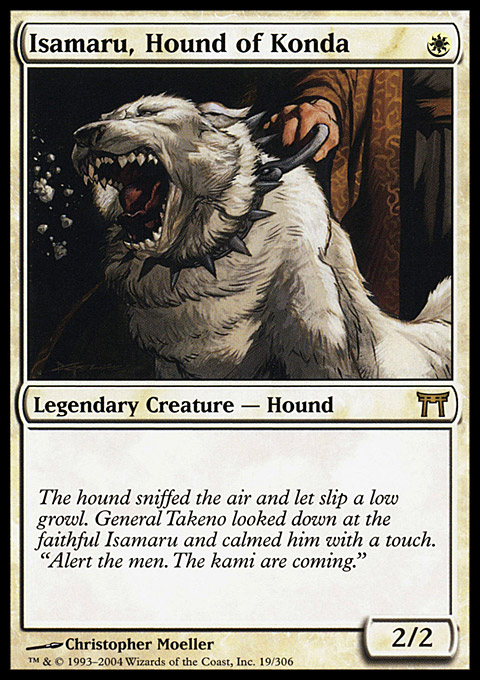 Isamaru, Hound of Konda
Legendary Creature — Hound
The hound sniffed the air and let slip a low
growl. General Takeno looked down at the
faithful Isamaru and calmed him with a touch.
“Alert the men. The kami are coming.”
2/2
Christopher Moeller
™ & © 1993–2004 Wizards of the Coast, Inc. 19/306